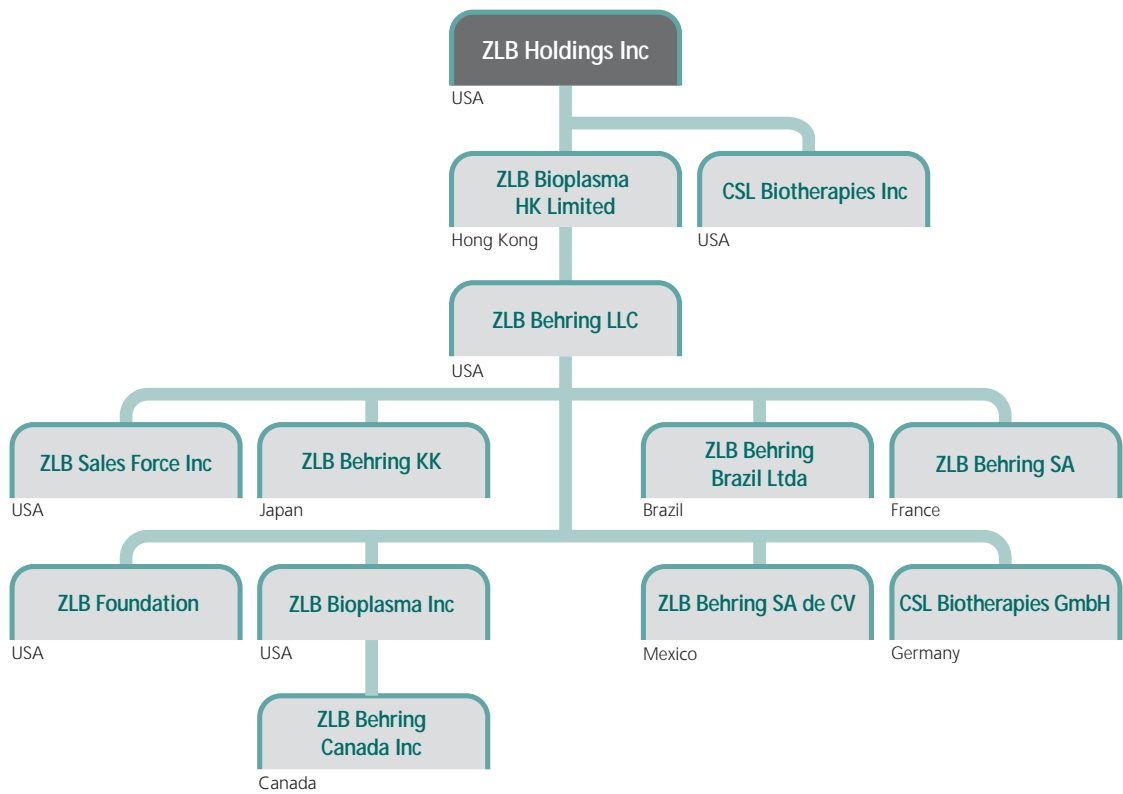 ZLB Holdings Inc
USA
ZLB Bioplasma
HK Limited
Hong Kong
CSL Biotherapies Inc
USA
ZLB Behring LLC
USA
ZLB Sales Force Inc
USA
ZLB Behring KK
Japan
ZLB Behring
Brazil Ltda
Brazil
ZLB Behring SA
France
ZLB Foundation
USA
ZLB Bioplasma Inc
USA
ZLB Behring SA de CV
Mexico
CSL Biotherapies GmbH
Germany
ZLB Behring
Canada Inc
Canada